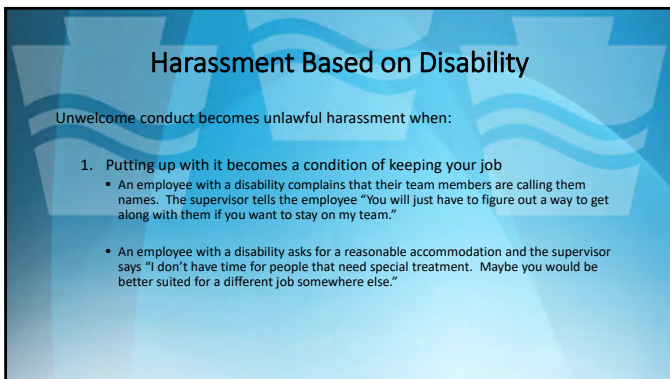 Harassment Based on Disability
Unwelcome conduct becomes unlawful harassment when:
1. Putting up with it becomes a condition of keeping your job
• An employee with a disability complains that their team members are calling them
names. The supervisor tells the employee “You will just have to figure out a way to get
along with them if you want to stay on my team.”
• An employee with a disability asks for a reasonable accommodation and the supervisor
says “I don’t have time for people that need special treatment. Maybe you would be
better suited for a different job somewhere else.”